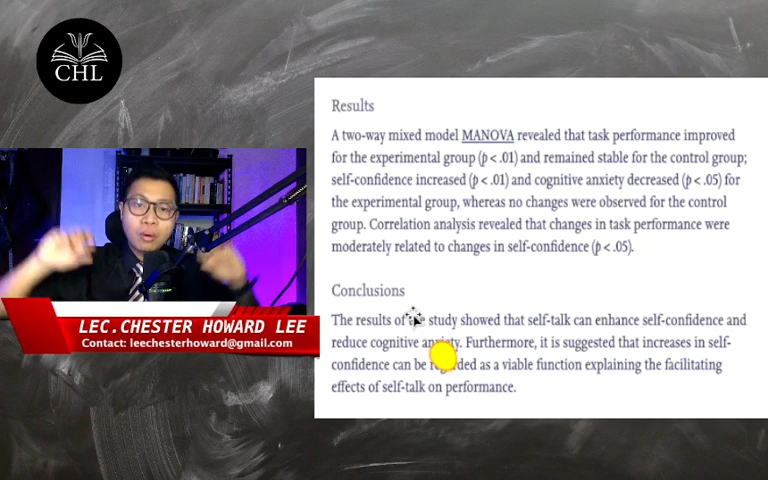 CHL
Results
A two-way mixed model MANOVA revealed that task performance improved
for the experimental group (p < .01) and remained stable for the control group;
self-confidence increased (p < .01) and cognitive anxiety decreased (p < .05) for
the experimental group, whereas no changes were observed for the control
group. Correlation analysis revealed that changes in task performance were
moderately related to changes in self-confidence (p < .05).
Conclusions
The results of study showed that self-talk can enhance self-confidence and
reduce cognitive anxiety. Furthermore, it is suggested that increases in self-
confidence can be regarded as a viable function explaining the facilitating
effects of self-talk on performance.
LEC.CHESTER HOWARD LEE
Contact: leechesterhoward@gmail.com